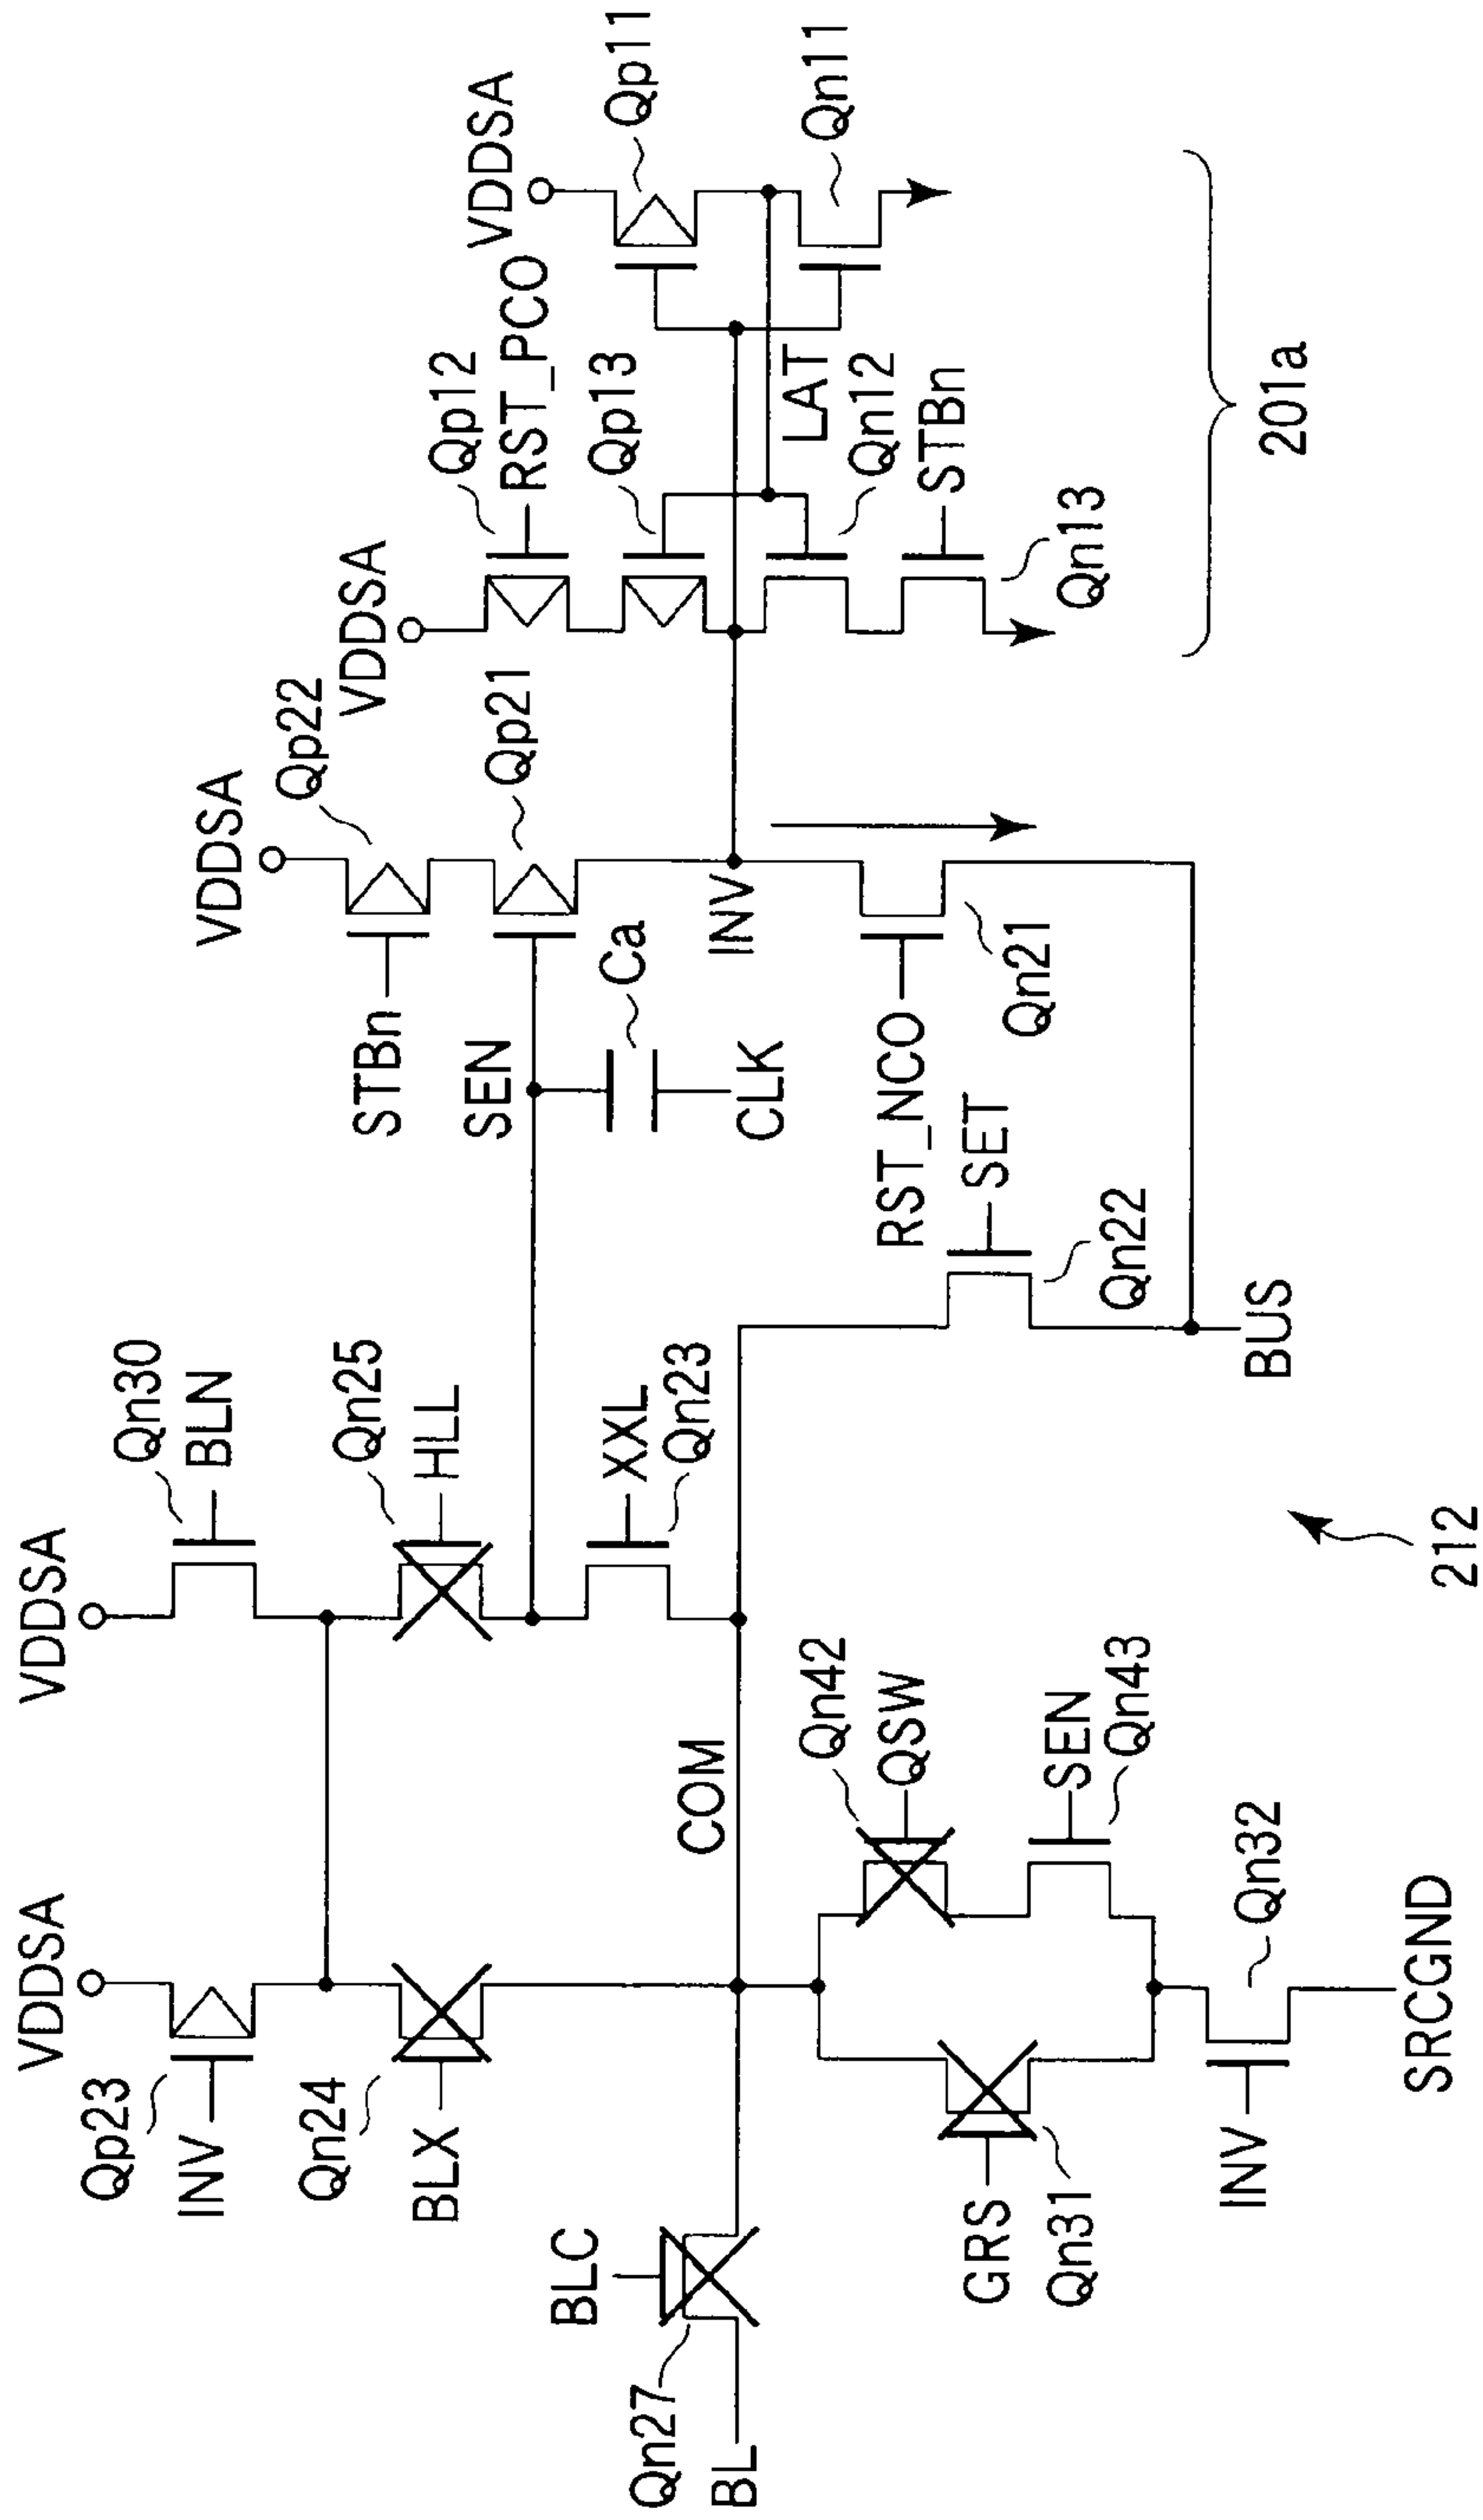 VDDSA
Qp23
INV
Qn24
BLX
BLC
Qn27
BL
GRS
Qn31
INV
SRCGND
Qn32
Qn42
QSW
SEN
Qn43
COM
VDDSA
Qn30
BLN
Qn25
HLL
XXL
Qn23
212
BUS
Qn22
SET
RST_NCO
Qn21
CLK
Ca
SEN
STBn
INV
VDDSA
Qp22
Qp21
VDDSA
Qp12
RST_PCO
Qp13
LAT
Qn12
STBn
Qn13
VDDSA
Qp11
Qn11
201a